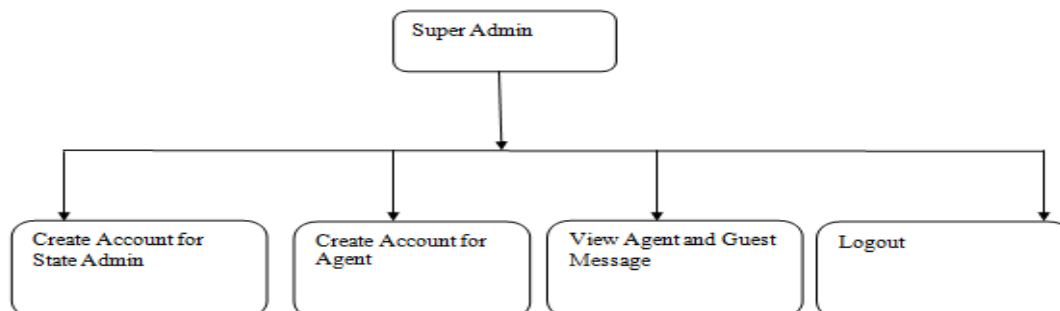 Super Admin
Create Account for
State Admin
Create Account for
Agent
View Agent and Guest
Message
Logout